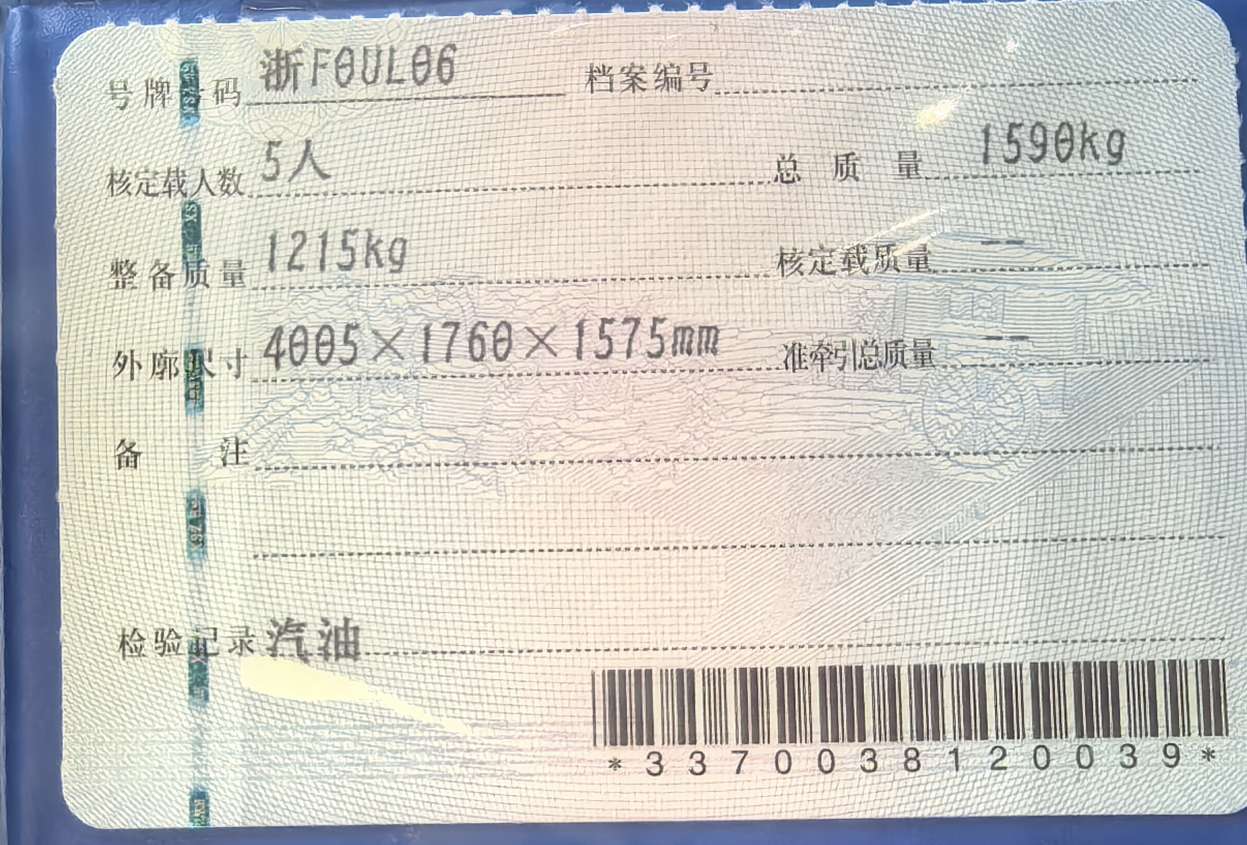 号牌号码 浙F0UL06 档案编号
核定载人数 5人 总质量 1590kg
整备质量 1215kg 核定载质量 --
外廓尺寸 4005×1760×1575mm 准牵引总质量 --
备注
检验记录 汽油
*3370038120039*